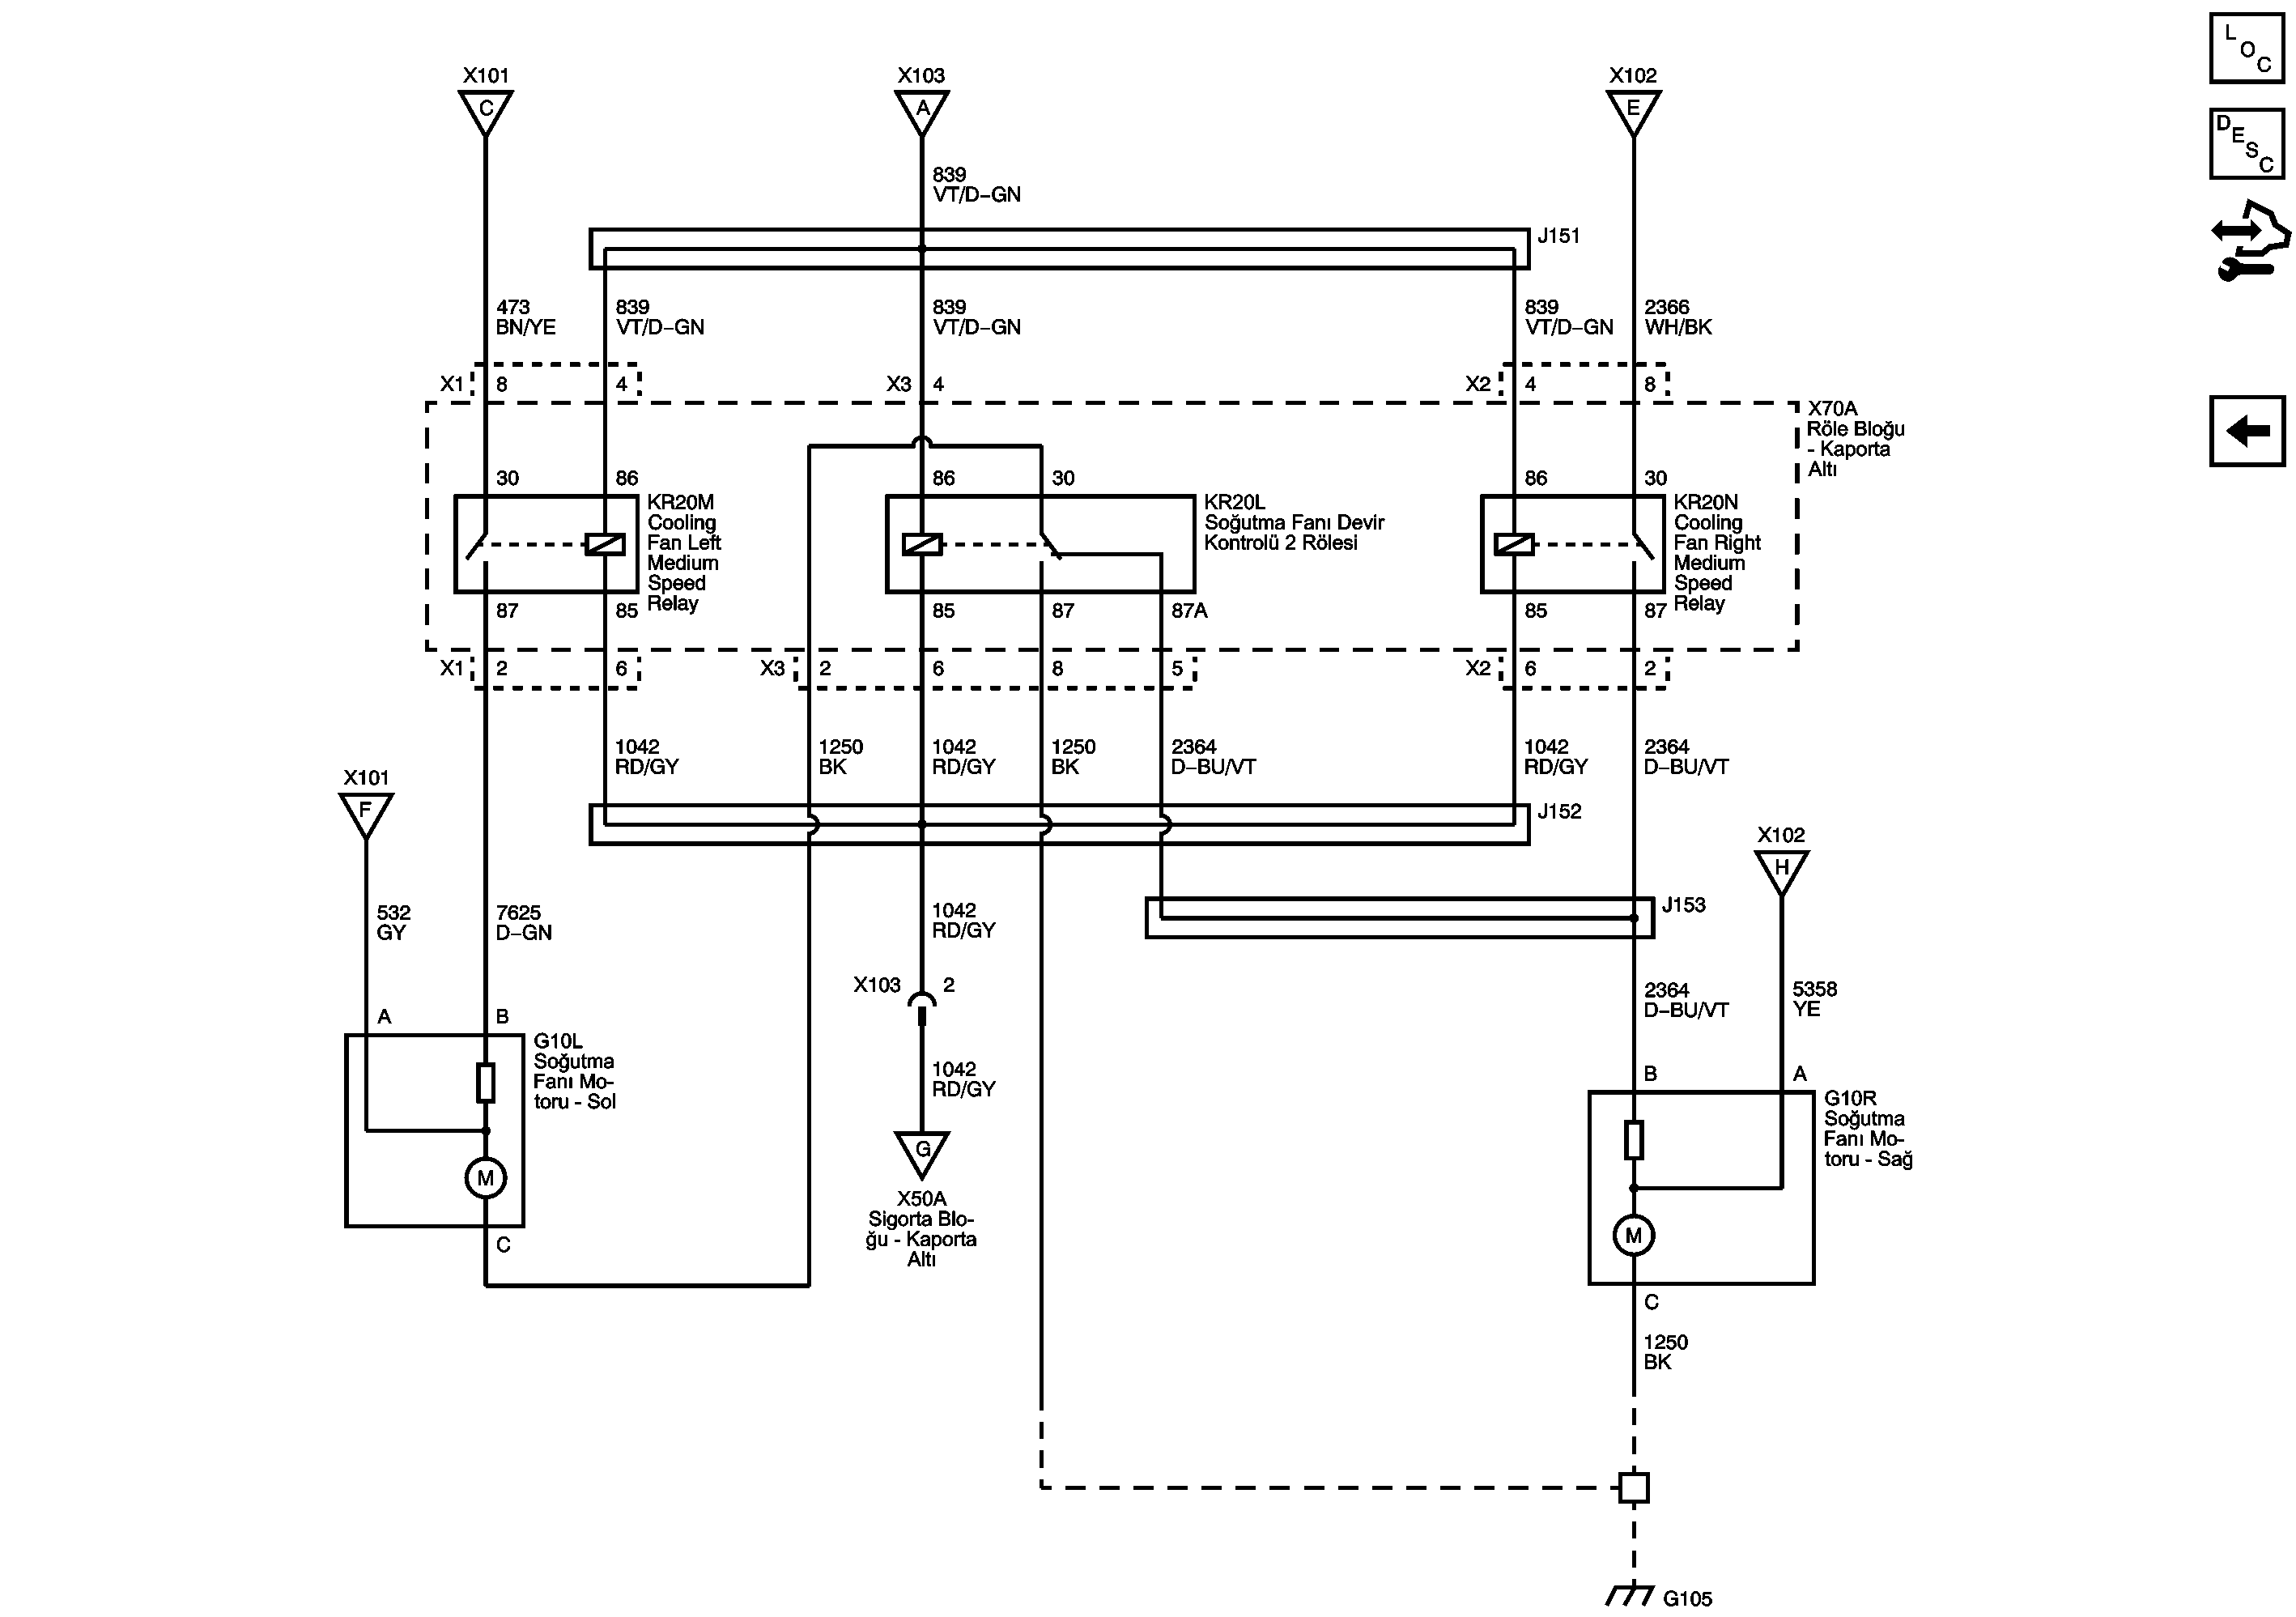 L
O
C
X101
X103
X102
C
A
E
D
E
S
C
839
VT/D-GN
J151
473
BN/YE
839
VT/D-GN
839
VT/D-GN
839
VT/D-GN
2366
WH/BK
X1
8
4
X3
4
X2
4
8
X70A
Röle Bloğu
- Kaporta
Altı
30
86
86
30
86
30
KR20M
Cooling
Fan Left
Medium
Speed
Relay
KR20L
Soğutma Fanı Devir
Kontrolü 2 Rölesi
KR20N
Cooling
Fan Right
Medium
Speed
Relay
87
85
85
87
87A
85
87
X1
2
6
X3
2
6
8
5
X2
6
2
1042
RD/GY
1250
BK
1042
RD/GY
1250
BK
2364
D-BU/VT
1042
RD/GY
2364
D-BU/VT
X101
F
J152
X102
H
532
GY
7625
D-GN
1042
RD/GY
J153
X103
2
2364
D-BU/VT
5358
YE
A
B
G10L
Soğutma
Fanı Mo-
toru - Sol
M
C
1042
RD/GY
G
X50A
Sigorta Blo-
ğu - Kaporta
Altı
B
A
G10R
Soğutma
Fanı Mo-
toru - Sağ
M
C
1250
BK
G105